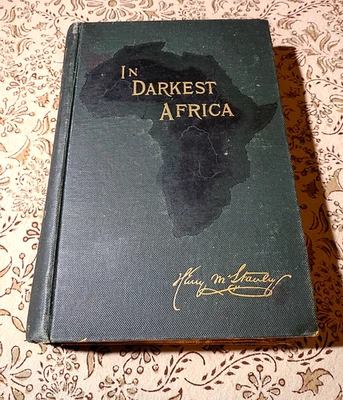 IN
DARKEST
AFRICA
Henry M Stanley